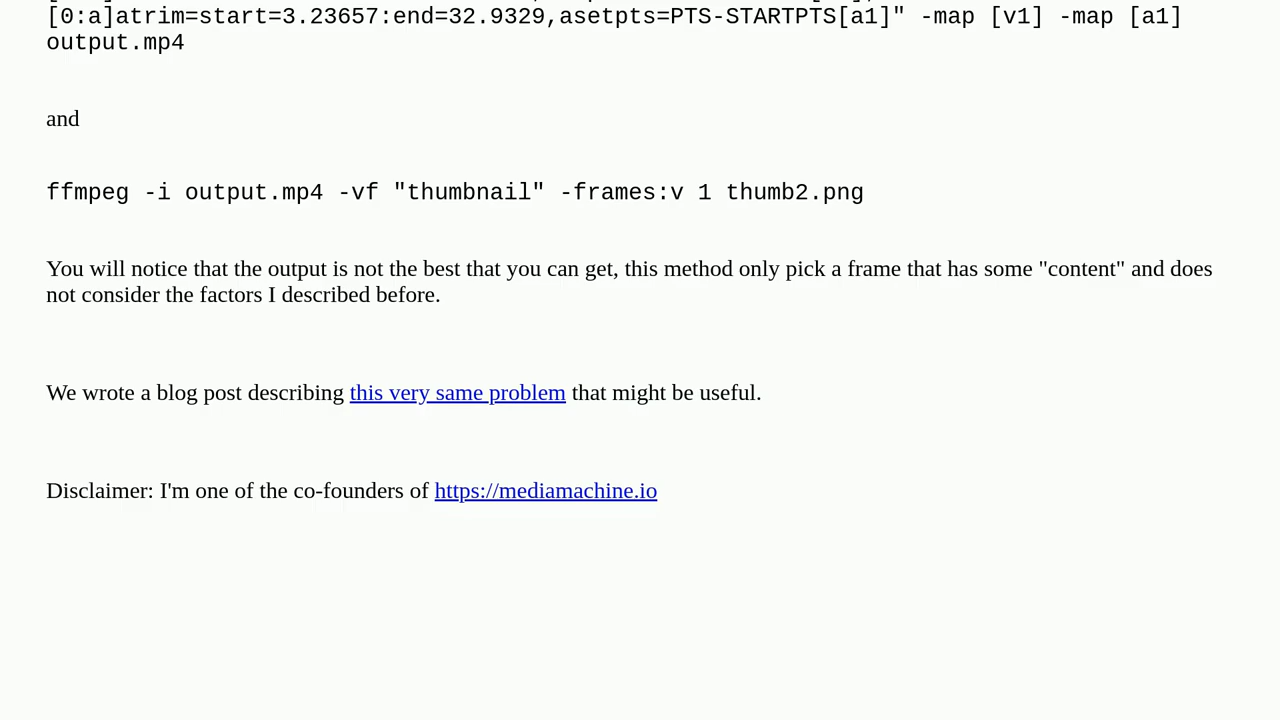 [0:a]atrim=start=3.23657:end=32.9329,asetpts=PTS-STARTPTS[a1]" -map [v1] -map [a1]
output.mp4
and
ffmpeg -i output.mp4 -vf "thumbnail" -frames:v 1 thumb2.png
You will notice that the output is not the best that you can get, this method only pick a frame that has some "content" and does
not consider the factors I described before.
We wrote a blog post describing this very same problem that might be useful.
Disclaimer: I'm one of the co-founders of https://mediamachine.io